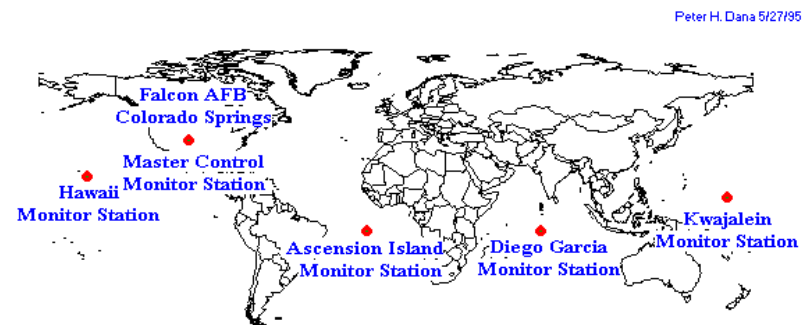 Peter H. Dana 5/27/95
Falcon AFB
Colorado Springs
Master Control
Monitor Station
Hawaii
Monitor Station
Ascension Island
Monitor Station
Diego Garcia
Monitor Station
Kwajalein
Monitor Station